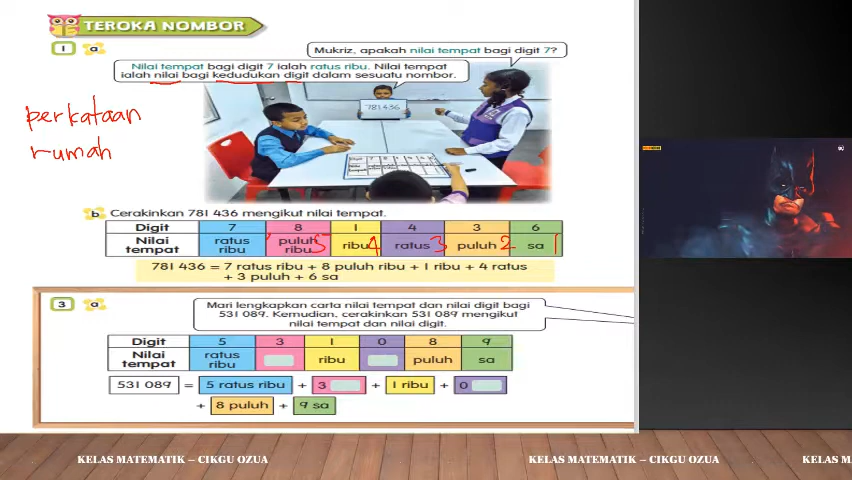 TEROKA NOMBOR
1 a
Mukriz, apakah nilai tempat bagi digit 7?
Nilai tempat bagi digit 7 ialah ratus ribu. Nilai tempat
ialah nilai bagi kedudukan digit dalam sesuatu nombor.
perkataan
rumah
781 436
b Cerakinkan 781 436 mengikut nilai tempat.
Digit 7 8 1 4 3 6
Nilai tempat ratus ribu puluh ribu 5 ribu 4 ratus 3 puluh 2 sa 1
781 436 = 7 ratus ribu + 8 puluh ribu + 1 ribu + 4 ratus
+ 3 puluh + 6 sa
3 a
Mari lengkapkan carta nilai tempat dan nilai digit bagi
531 089. Kemudian, cerakinkan 531 089 mengikut
nilai tempat dan nilai digit.
Digit 5 3 1 0 8 9
Nilai tempat ratus ribu ribu puluh sa
531 089 = 5 ratus ribu + 3 + 1 ribu + 0
+ 8 puluh + 9 sa
KELAS MATEMATIK – CIKGU OZUA KELAS MATEMATIK – CIKGU OZUA KELAS MA